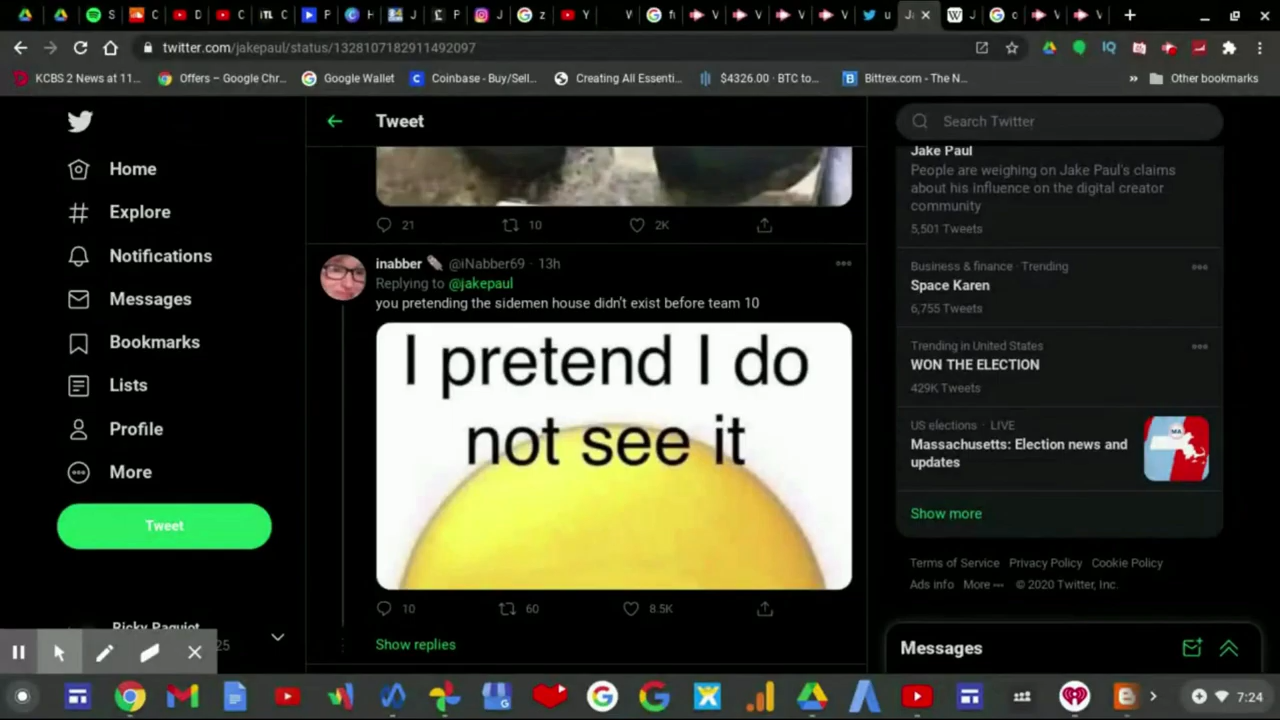 D
C
ITL C
P
C H
J
£ P
I
G z
Y
W
G f
V
V
V
V
u
J
W J
G c
V
V
twitter.com/jakepaul/status/1328107182911492097
IQ
KCBS 2 News at 11...
Offers – Google Chr...
Google Wallet
Coinbase - Buy/Sell...
Creating All Essenti...
$4326.00 · BTC to...
Bittrex.com - The N...
»
Other bookmarks
Home
Explore
Notifications
Messages
Bookmarks
Lists
Profile
More
Tweet
Ricky Paquiot
25
Tweet
21
10
2K
inabber @iNabber69 · 13h
Replying to @jakepaul
you pretending the sidemen house didn't exist before team 10
I pretend I do
not see it
10
60
8.5K
Show replies
Search Twitter
Jake Paul
People are weighing on Jake Paul's claims
about his influence on the digital creator
community
5,501 Tweets
Business & finance · Trending
Space Karen
6,755 Tweets
Trending in United States
WON THE ELECTION
429K Tweets
US elections · LIVE
Massachusetts: Election news and
updates
MA
Show more
Terms of Service Privacy Policy Cookie Policy
Ads info More © 2020 Twitter, Inc.
Messages
7:24